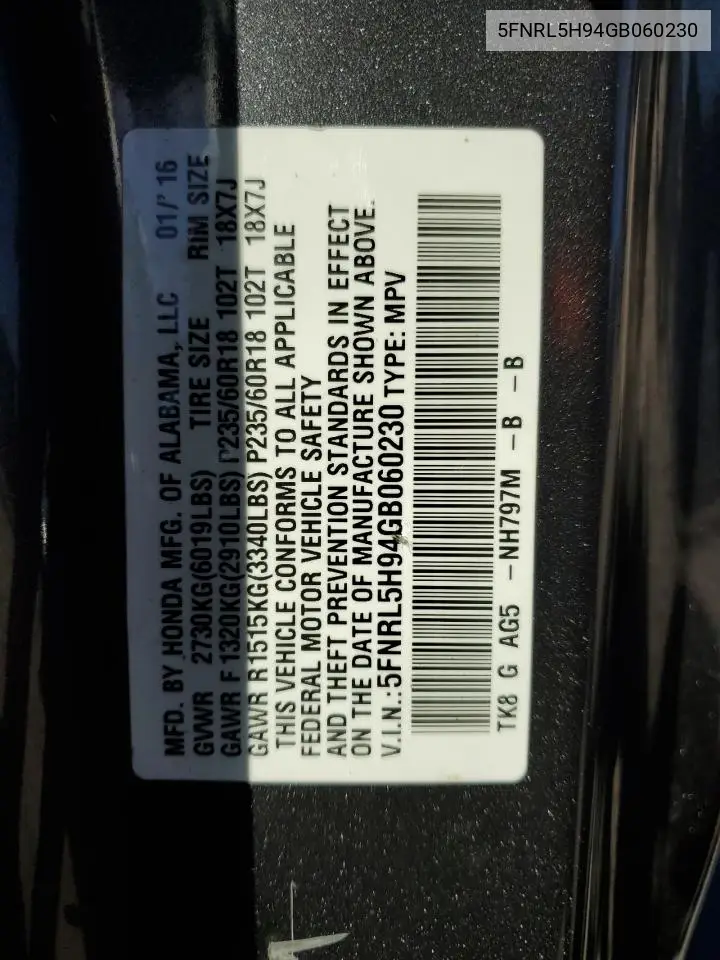 5FNRL5H94GB060230
MFD. BY HONDA MFG. OF ALABAMA, LLC 01/'16
GVWR 2730KG(6019LBS) TIRE SIZE RIM SIZE
GAWR F 1320KG(2910LBS) P235/60R18 102T 18X7J
GAWR R1515KG(3340LBS) P235/60R18 102T 18X7J
THIS VEHICLE CONFORMS TO ALL APPLICABLE
FEDERAL MOTOR VEHICLE SAFETY
AND THEFT PREVENTION STANDARDS IN EFFECT
ON THE DATE OF MANUFACTURE SHOWN ABOVE.
V.I.N.:5FNRL5H94GB060230 TYPE: MPV
TK8 G AG5 -NH797M -B -B